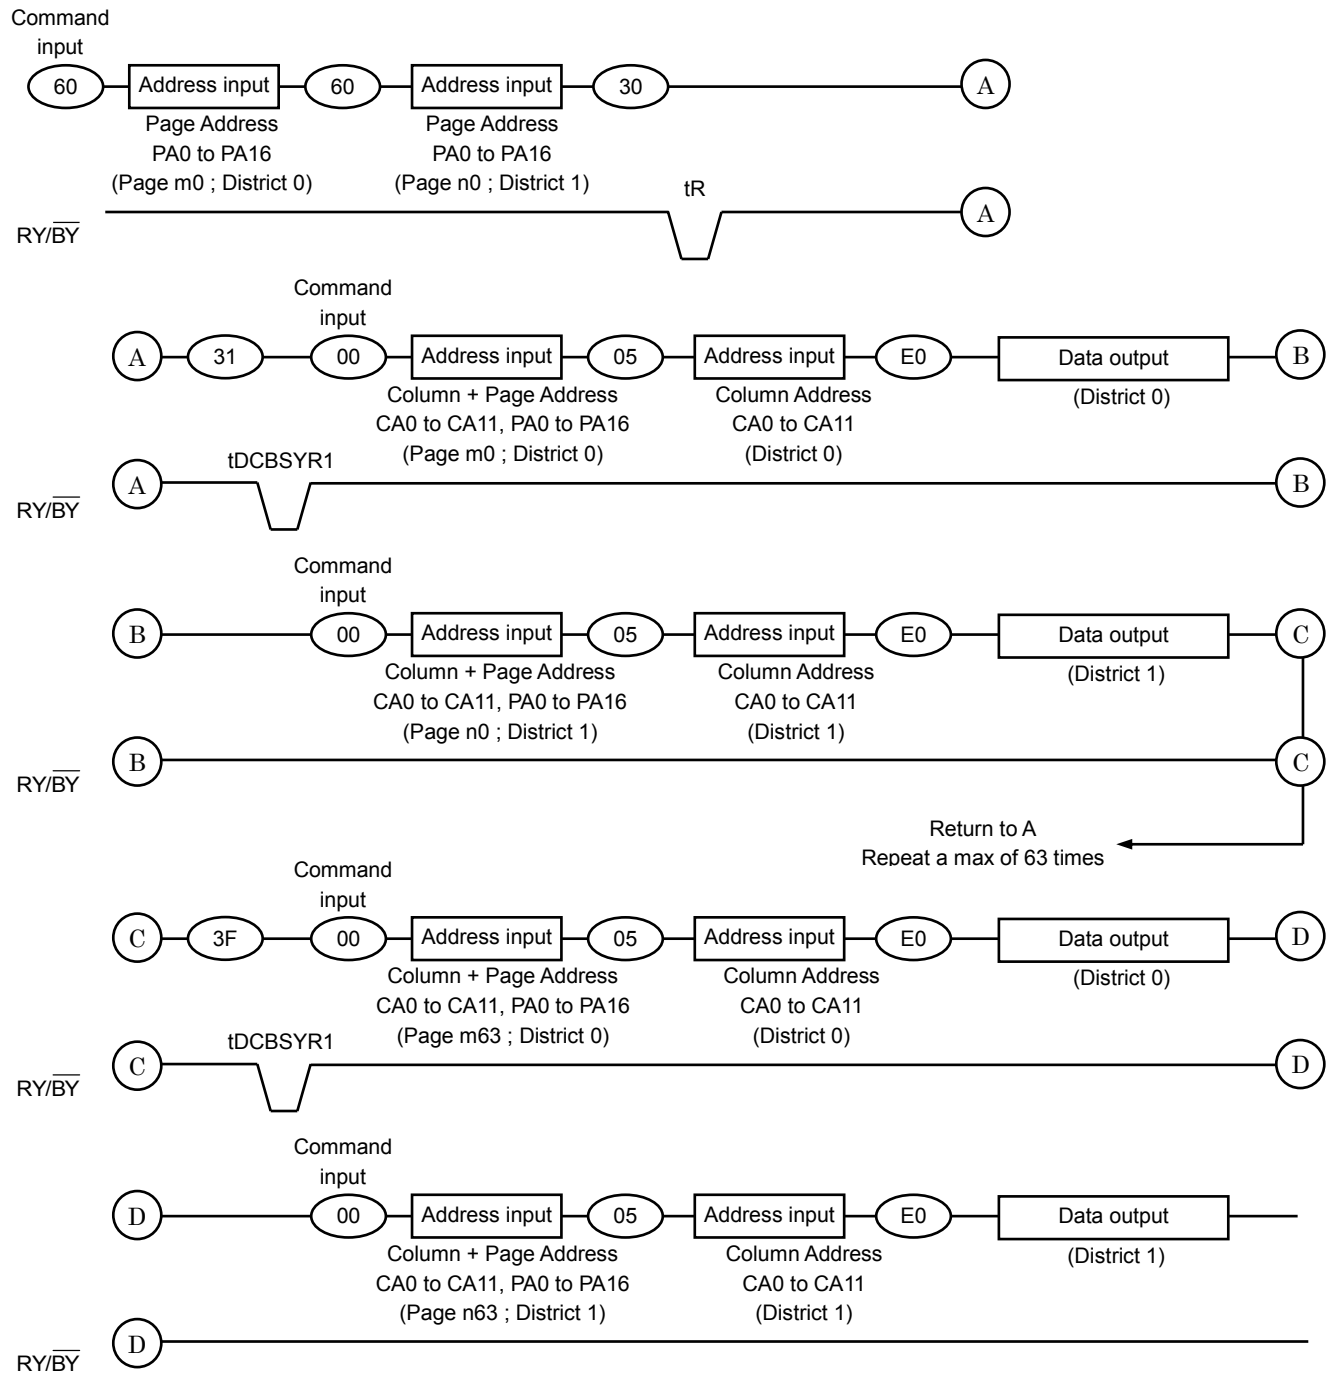 Command
input
60 Address input 60 Address input 30 A
Page Address Page Address
PA0 to PA16 PA0 to PA16
(Page m0 ; District 0) (Page n0 ; District 1)
tR
RY/BY A
Command
input
A 31 00 Address input 05 Address input E0 Data output B
Column + Page Address Column Address (District 0)
CA0 to CA11, PA0 to PA16 CA0 to CA11
(Page m0 ; District 0) (District 0)
tDCBSYR1
RY/BY A B
Command
input
B 00 Address input 05 Address input E0 Data output C
Column + Page Address Column Address (District 1)
CA0 to CA11, PA0 to PA16 CA0 to CA11
(Page n0 ; District 1) (District 1)
RY/BY B C
Return to A
Repeat a max of 63 times
Command
input
C 3F 00 Address input 05 Address input E0 Data output D
Column + Page Address Column Address (District 0)
CA0 to CA11, PA0 to PA16 CA0 to CA11
(Page m63 ; District 0) (District 0)
tDCBSYR1
RY/BY C D
Command
input
D 00 Address input 05 Address input E0 Data output
Column + Page Address Column Address (District 1)
CA0 to CA11, PA0 to PA16 CA0 to CA11
(Page n63 ; District 1) (District 1)
RY/BY D